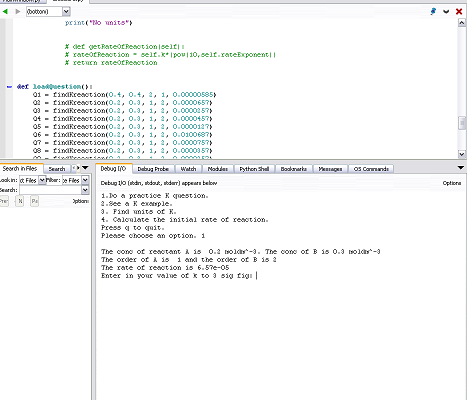 (bottom)
print("No units")
# def getRateOfReaction(self):
# rateOfReaction = self.k*(pow(10,self.rateExponent))
# return rateOfReaction
def loadQuestion():
Q1 = findKreaction(0.4, 0.4, 2, 1, 0.00000585)
Q2 = findKreaction(0.2, 0.3, 1, 2, 0.0000657)
Q3 = findKreaction(0.2, 0.3, 1, 2, 0.0000257)
Q4 = findKreaction(0.2, 0.3, 1, 2, 0.0000457)
Q5 = findKreaction(0.2, 0.3, 1, 2, 0.0000127)
Q6 = findKreaction(0.2, 0.3, 1, 2, 0.0100687)
Q7 = findKreaction(0.2, 0.3, 1, 2, 0.0000757)
Q8 = findKreaction(0.2, 0.3, 1, 2, 0.0000357)
Search in Files Search
Look in: Files Filter: Files
Search:
Options
Debug I/O Debug Probe Watch Modules Python Shell Bookmarks Messages OS Commands
Debug I/O (stdin, stdout, stderr) appears below Options
1.Do a practice K question.
2.See a K example.
3. Find units of K.
4. Calculate the initial rate of reaction.
Press q to quit.
Please choose an option. 1
The conc of reactant A is 0.2 moldm^-3. The conc of B is 0.3 moldm^-3
The order of A is 1 and the order of B is 2
The rate of reaction is 6.57e-05
Enter in your value of k to 3 sig fig: